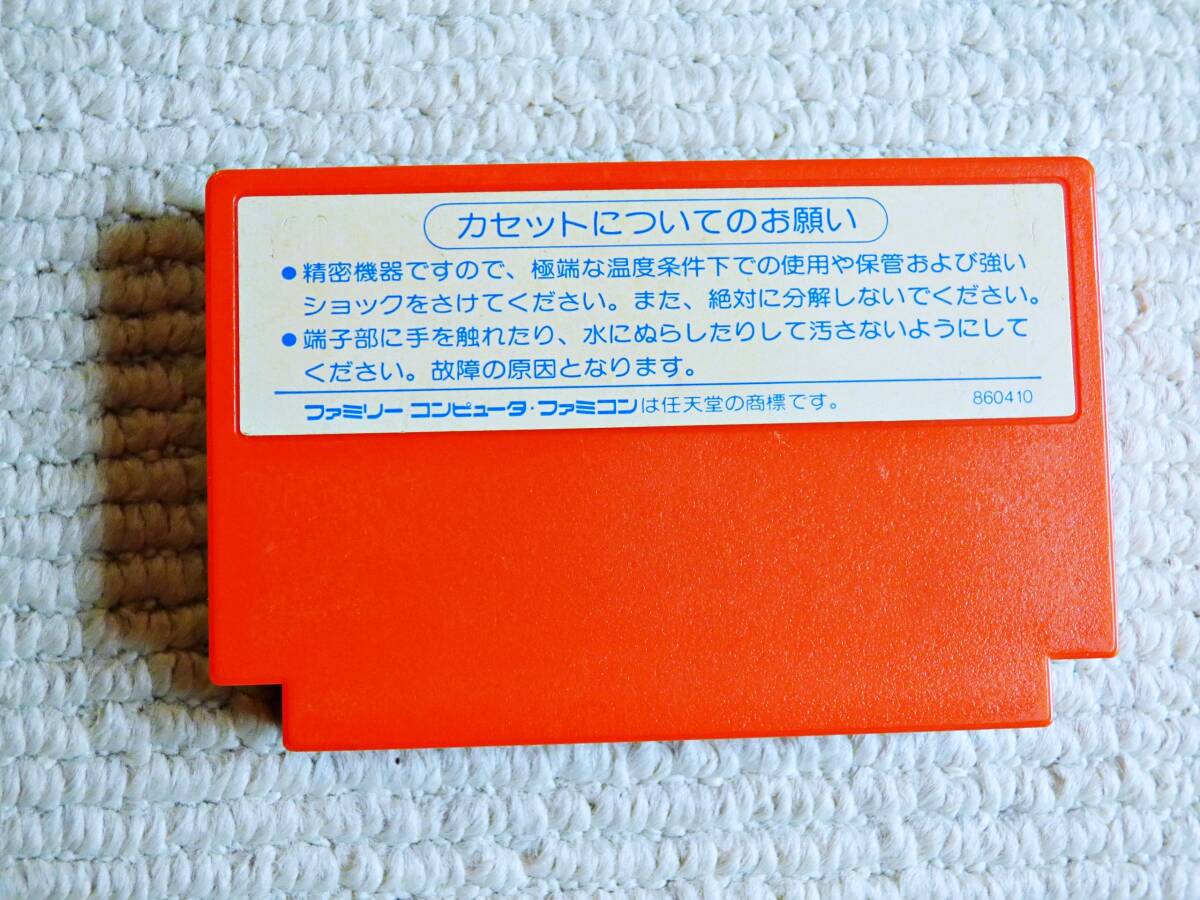 カセットについてのお願い
●精密機器ですので、極端な温度条件下での使用や保管および強い
ショックをさけてください。また、絶対に分解しないでください。
●端子部に手を触れたり、水にぬらしたりして汚さないようにして
ください。故障の原因となります。
ファミリーコンピュータ・ファミコンは任天堂の商標です。 860410